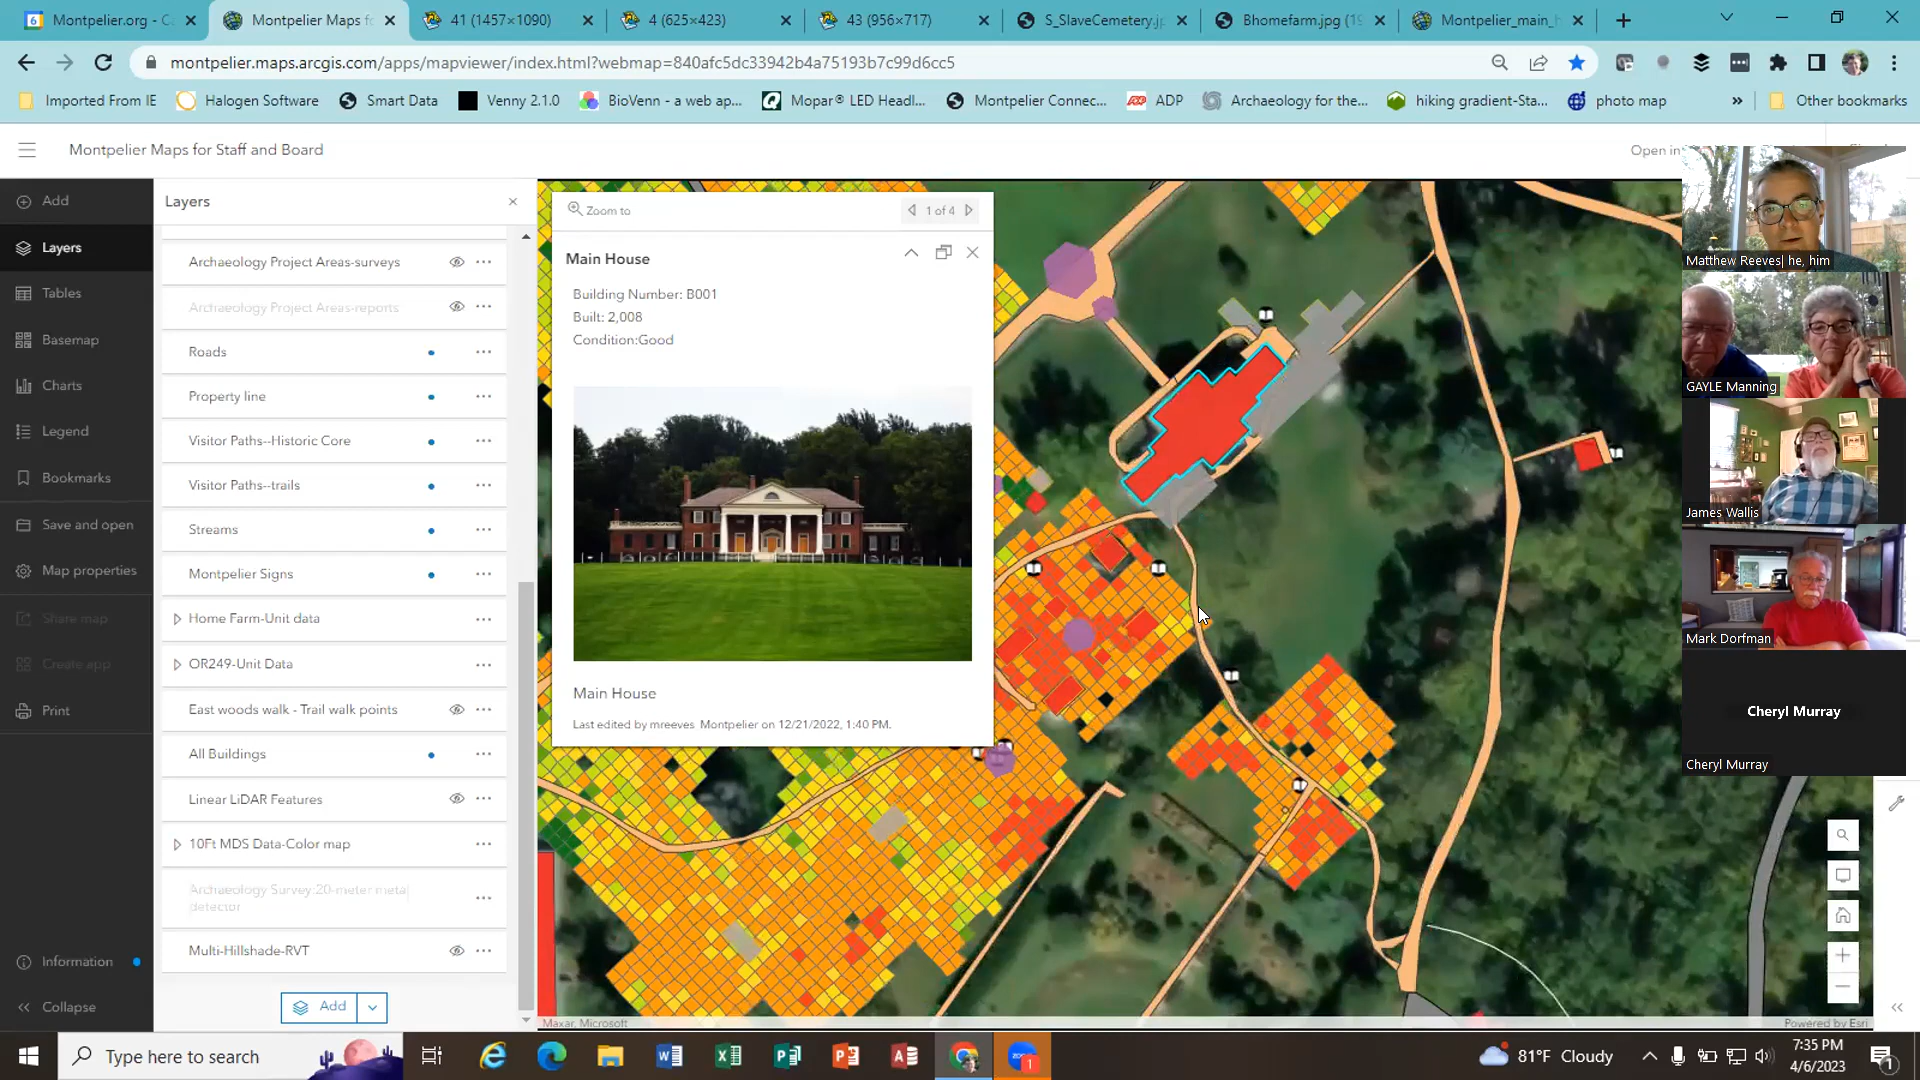 Montpelier.org - C
Montpelier Maps f
41 (1457×1090)
4 (625×423)
43 (956×717)
S_SlaveCemetery.j
Bhomefarm.jpg (19
Montpelier_main_h
montpelier.maps.arcgis.com/apps/mapviewer/index.html?webmap=840afc5dc33942b4a75193b7c99d6cc5
Imported From IE
Halogen Software
Smart Data
Venny 2.1.0
BioVenn - a web ap...
Mopar® LED Headl...
Montpelier Connec...
ADP
Archaeology for the...
hiking gradient-Sta...
photo map
»
Other bookmarks
Montpelier Maps for Staff and Board
Open in
Add
Layers
Tables
Basemap
Charts
Legend
Bookmarks
Save and open
Map properties
Share map
Create app
Print
Information
Collapse
Layers
Archaeology Project Areas-surveys
Archaeology Project Areas-reports
Roads
Property line
Visitor Paths--Historic Core
Visitor Paths--trails
Streams
Montpelier Signs
Home Farm-Unit data
OR249-Unit Data
East woods walk - Trail walk points
All Buildings
Linear LiDAR Features
10Ft MDS Data-Color map
Archaeology Survey:20-meter metal
detector
Multi-Hillshade-RVT
Add
Zoom to
1 of 4
Main House
Building Number: B001
Built: 2,008
Condition:Good
Main House
Last edited by mreeves_Montpelier on 12/21/2022, 1:40 PM.
Matthew Reeves| he, him
GAYLE Manning
James Wallis
Mark Dorfman
Cheryl Murray
Cheryl Murray
Maxar, Microsoft
Powered by Esri
Type here to search
81°F Cloudy
7:35 PM
4/6/2023